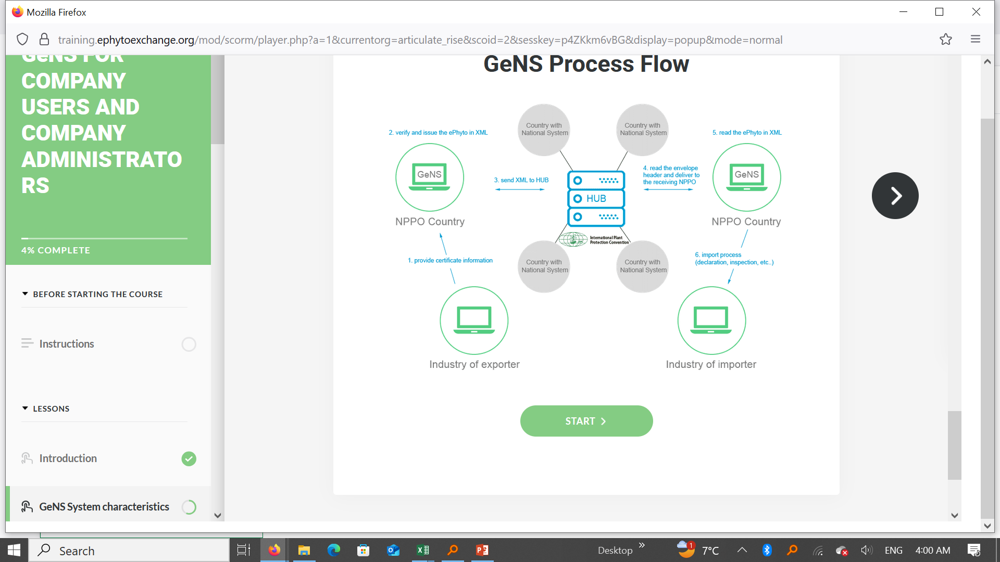 Mozilla Firefox
training.ephytoexchange.org/mod/scorm/player.php?a=1&currentorg=articulate_rise&scoid=2&sesskey=p4ZKkm6vBG&display=popup&mode=normal
GeNS FOR
COMPANY
USERS AND
COMPANY
ADMINISTRATO
RS
4% COMPLETE
BEFORE STARTING THE COURSE
Instructions
LESSONS
Introduction
GeNS System characteristics
GeNS Process Flow
Country with
National System
Country with
National System
2. verify and issue the ePhyto in XML
5. read the ePhyto in XML
GeNS
3. send XML to HUB
HUB
4. read the envelope
header and deliver to
the receiving NPPO
GeNS
NPPO Country
NPPO Country
International Plant
Protection Convention
1. provide certificate information
Country with
National System
Country with
National System
6. import process
(declaration, inspection, etc..)
Industry of exporter
Industry of importer
START
Search
Desktop
1
7°C
ENG
4:00 AM